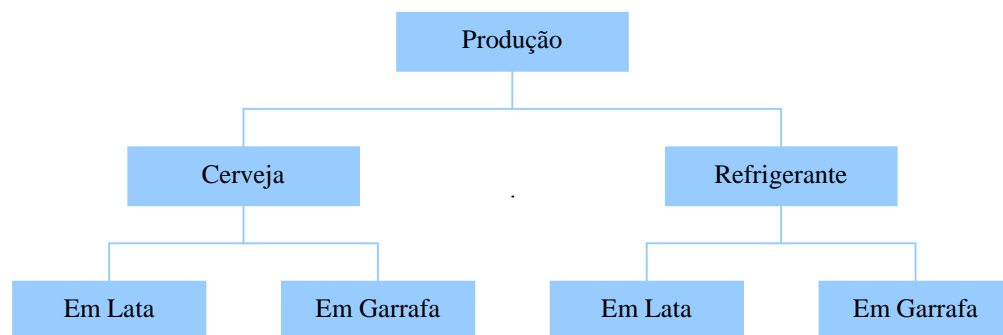 Produção
Cerveja
Refrigerante
.
Em Lata
Em Garrafa
Em Lata
Em Garrafa